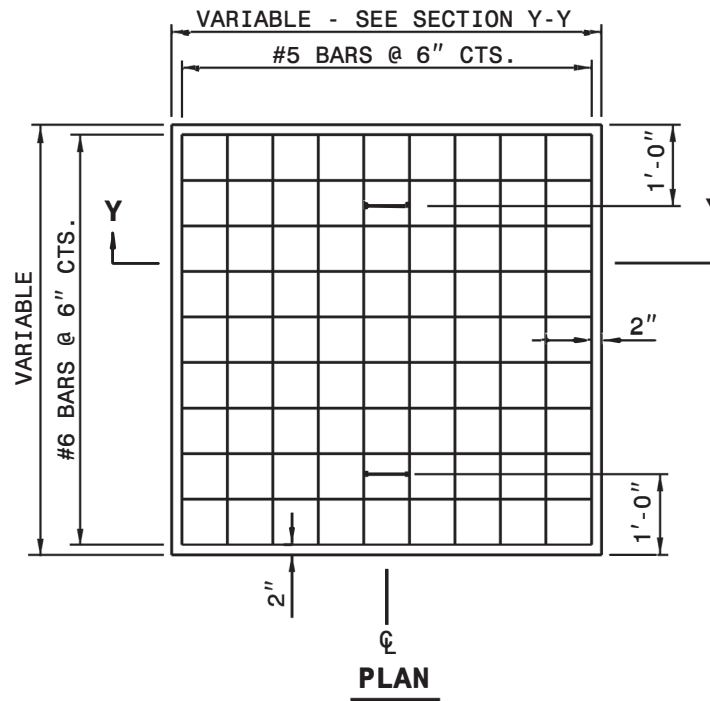 VARIABLE - SEE SECTION Y-Y
#5 BARS @ 6" CTS.
1'-0"
Y
VARIABLE
#6 BARS @ 6" CTS.
2"
1'-0"
2"
℄
PLAN